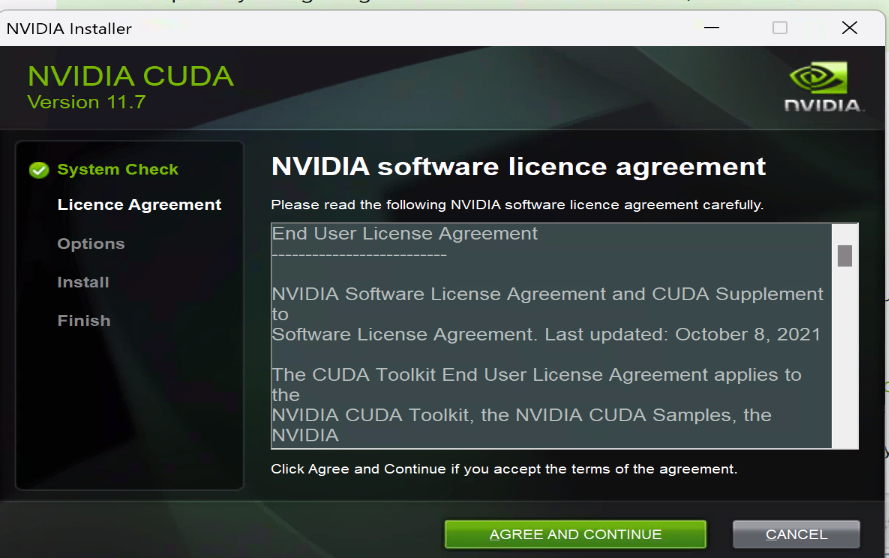 NVIDIA Installer
NVIDIA CUDA
Version 11.7
NVIDIA.
System Check
Licence Agreement
Options
Install
Finish
NVIDIA software licence agreement
Please read the following NVIDIA software licence agreement carefully.
End User License Agreement
--------------------------
NVIDIA Software License Agreement and CUDA Supplement
to
Software License Agreement. Last updated: October 8, 2021
The CUDA Toolkit End User License Agreement applies to
the
NVIDIA CUDA Toolkit, the NVIDIA CUDA Samples, the
NVIDIA
Click Agree and Continue if you accept the terms of the agreement.
AGREE AND CONTINUE
CANCEL